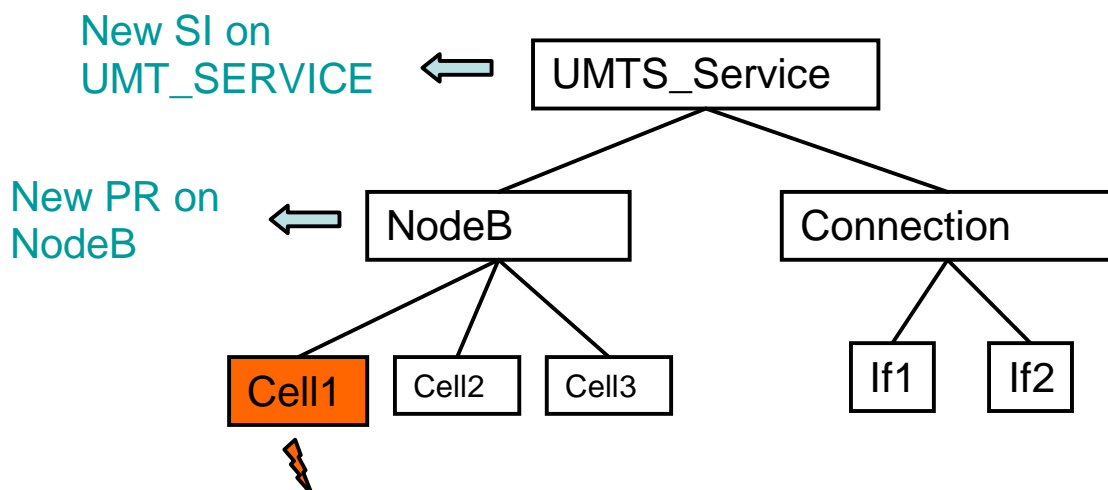 New SI on
UMT_SERVICE
UMTS_Service
New PR on
NodeB
NodeB
Connection
Cell1
Cell2
Cell3
If1
If2